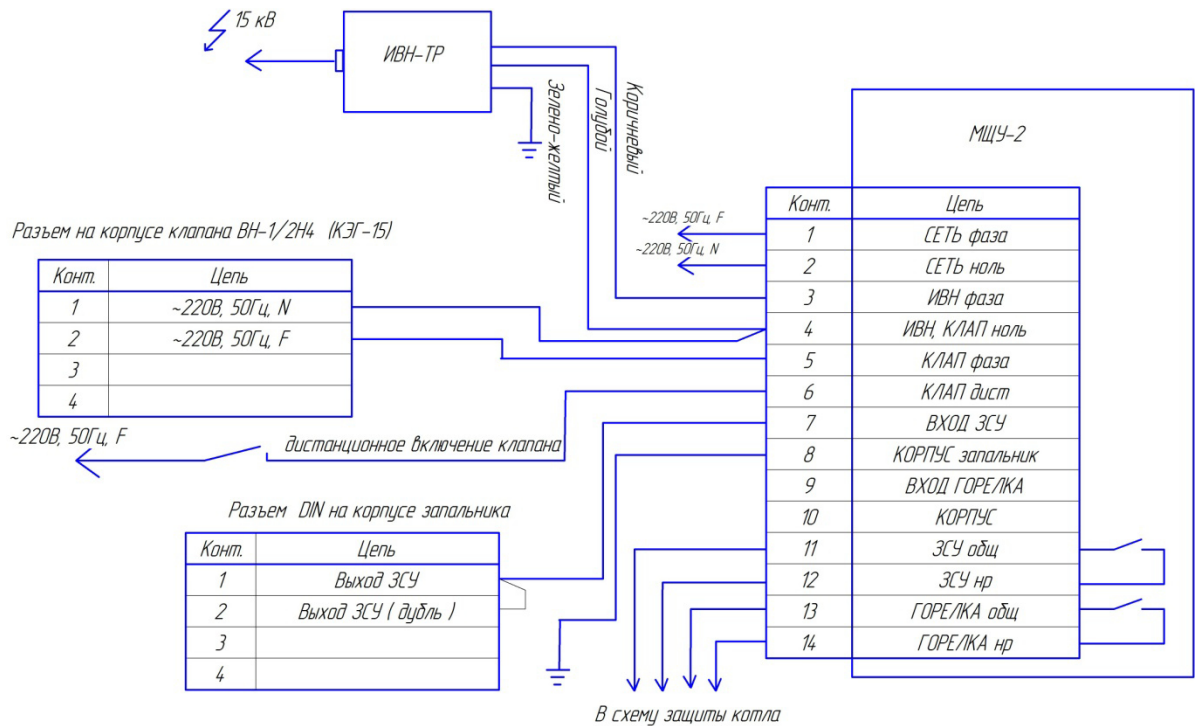 15 кВ
ИВН-ТР
Коричневый
Голубой
Зелено-желтый
МЩУ-2
Разъем на корпусе клапана ВН-1/2Н4 (КЭГ-15)
Конт. Цепь
1 ~220В, 50Гц, N
2 ~220В, 50Гц, F
3
4
~220В, 50Гц, F
дистанционное включение клапана
Разъем DIN на корпусе запальника
Конт. Цепь
1 Выход ЗСУ
2 Выход ЗСУ ( дубль )
3
4
~220В, 50Гц, F
~220В, 50Гц, N
Конт. Цепь
1 СЕТЬ фаза
2 СЕТЬ ноль
3 ИВН фаза
4 ИВН, КЛАП ноль
5 КЛАП фаза
6 КЛАП дист
7 ВХОД ЗСУ
8 КОРПУС запальник
9 ВХОД ГОРЕЛКА
10 КОРПУС
11 ЗСУ общ
12 ЗСУ нр
13 ГОРЕЛКА общ
14 ГОРЕЛКА нр
В схему защиты котла